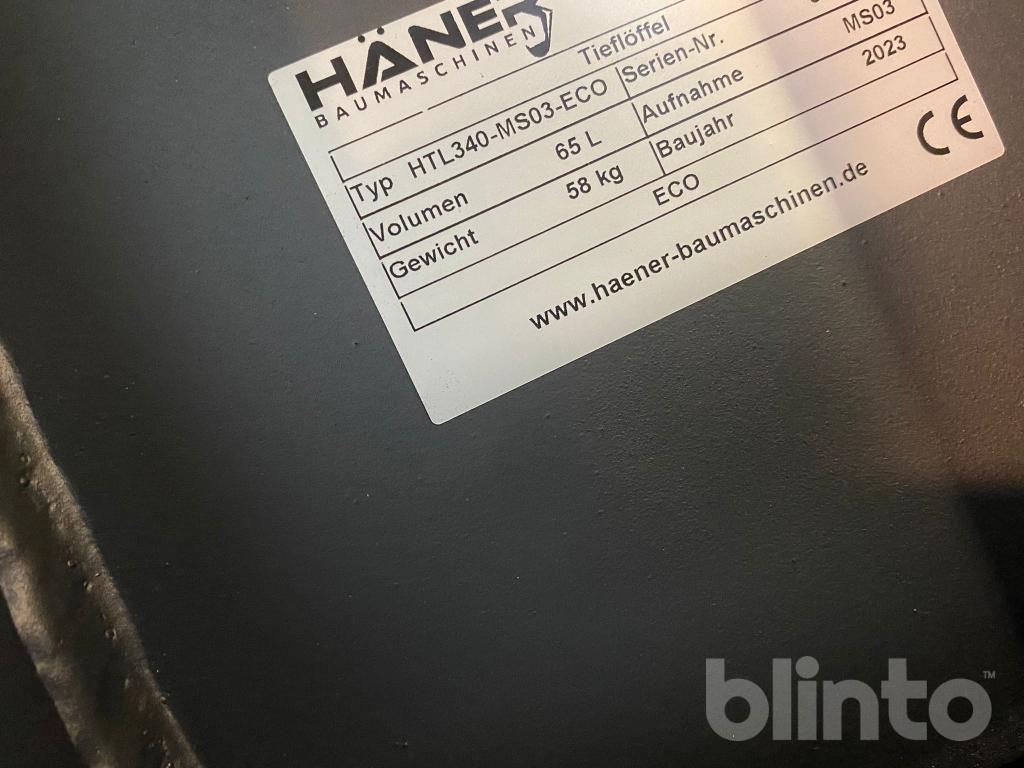 HÄNER
BAUMASCHINEN
Tieflöffel
Typ HTL340-MS03-ECO Serien-Nr.
Volumen 65 L Aufnahme MS03
Gewicht 58 kg Baujahr 2023
ECO
CE
www.haener-baumaschinen.de
blinto™